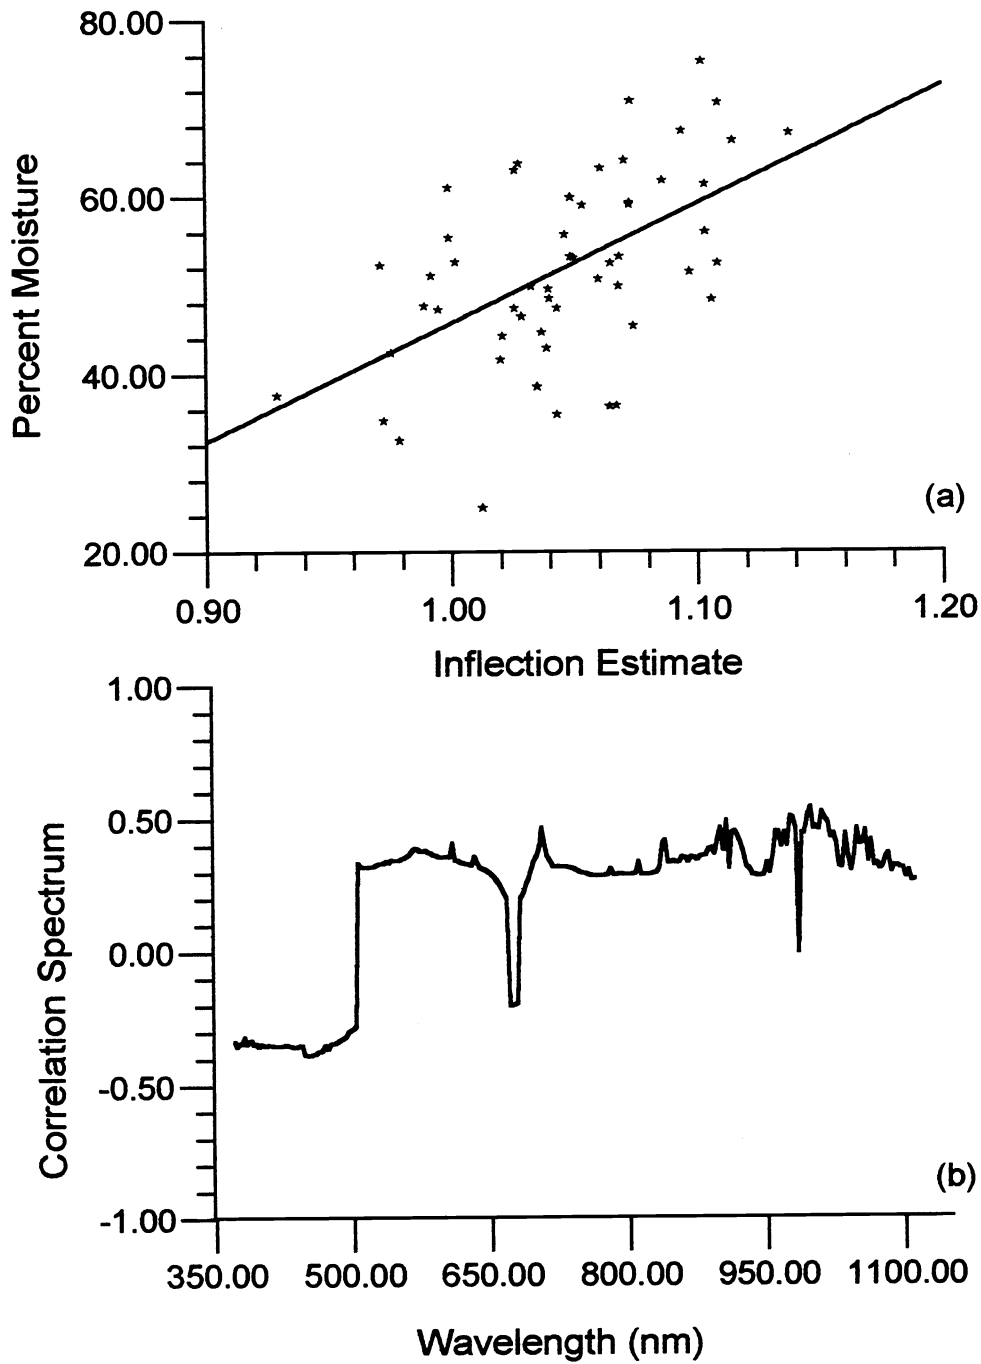 80.00
60.00
40.00
20.00
Percent Moisture
0.90 1.00 1.10 1.20
Inflection Estimate
(a)
1.00
0.50
0.00
-0.50
-1.00
Correlation Spectrum
350.00 500.00 650.00 800.00 950.00 1100.00
Wavelength (nm)
(b)